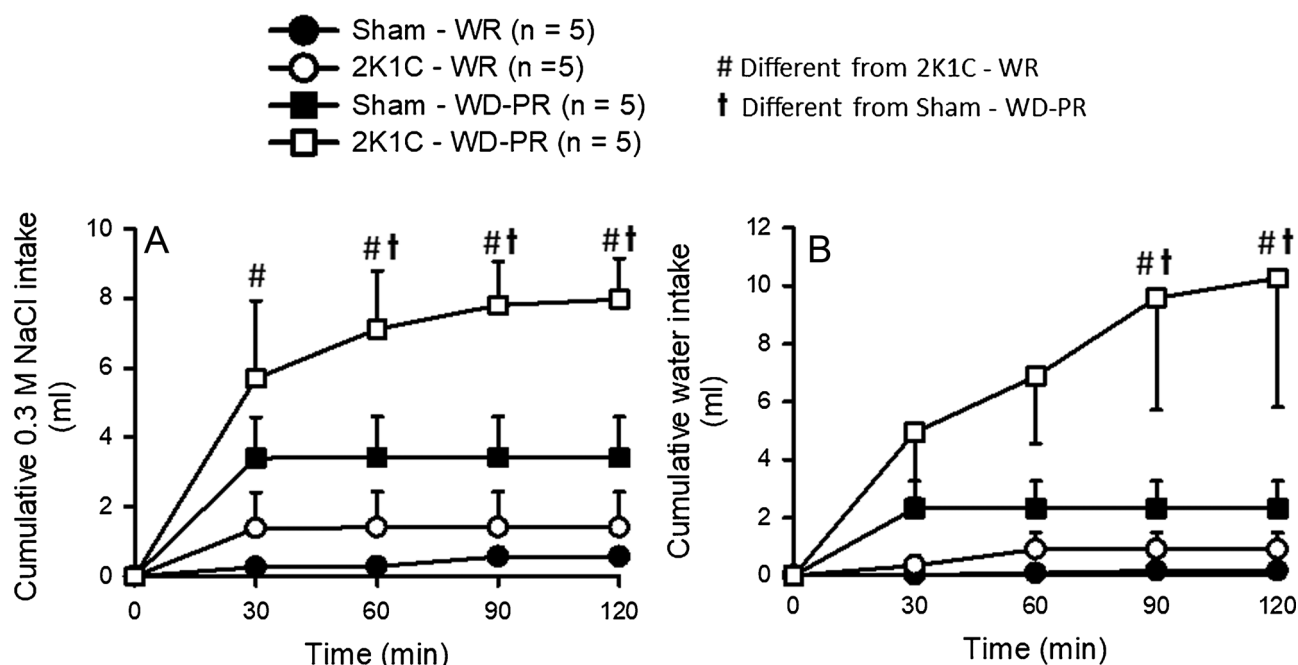 Sham - WR (n = 5)
2K1C - WR (n =5)
Sham - WD-PR (n = 5)
2K1C - WD-PR (n = 5)
# Different from 2K1C - WR
† Different from Sham - WD-PR
A
Cumulative 0.3 M NaCl intake
(ml)
10
8
6
4
2
0
#
#†
#†
#†
0 30 60 90 120
Time (min)
B
Cumulative water intake
(ml)
12
10
8
6
4
2
0
#†
#†
0 30 60 90 120
Time (min)